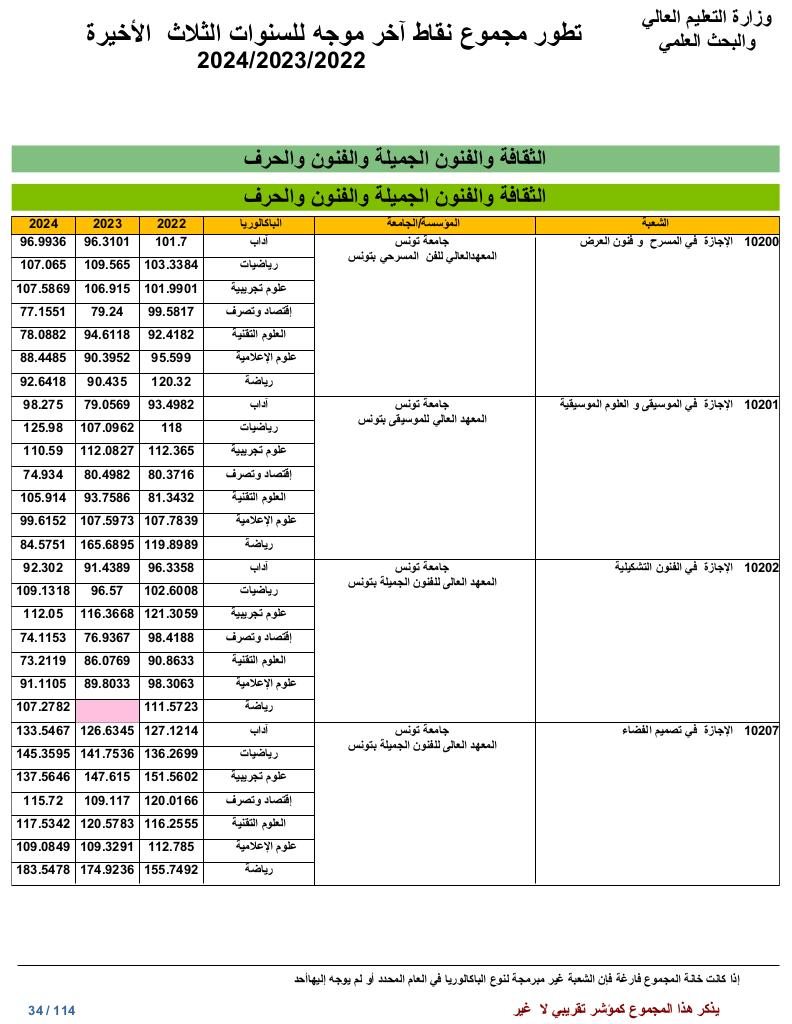 وزارة التعليم العالي
والبحث العلمي
تطور مجموع نقاط آخر موجه للسنوات الثلاث الأخيرة
2024/2023/2022
الثقافة والفنون الجميلة والفنون والحرف
الثقافة والفنون الجميلة والفنون والحرف
الشعبة المؤسسة/الجامعة الباكالوريا 2022 2023 2024
10200 الإجازة في المسرح و فنون العرض جامعة تونس آداب 101.7 96.3101 96.9936
المعهدالعالي للفن المسرحي بتونس رياضيات 103.3384 109.565 107.065
علوم تجريبية 101.9901 106.915 107.5869
إقتصاد وتصرف 99.5817 79.24 77.1551
العلوم التقنية 92.4182 94.6118 78.0882
علوم الإعلامية 95.599 90.3952 88.4485
رياضة 120.32 90.435 92.6418
10201 الإجازة في الموسيقى و العلوم الموسيقية جامعة تونس آداب 93.4982 79.0569 98.275
المعهد العالي للموسيقى بتونس رياضيات 118 107.0962 125.98
علوم تجريبية 112.365 112.0827 110.59
إقتصاد وتصرف 80.3716 80.4982 74.934
العلوم التقنية 81.3432 93.7586 105.914
علوم الإعلامية 107.7839 107.5973 99.6152
رياضة 119.8989 165.6895 84.5751
10202 الإجازة في الفنون التشكيلية جامعة تونس آداب 96.3358 91.4389 92.302
المعهد العالى للفنون الجميلة بتونس رياضيات 102.6008 96.57 109.1318
علوم تجريبية 121.3059 116.3668 112.05
إقتصاد وتصرف 98.4188 76.9367 74.1153
العلوم التقنية 90.8633 86.0769 73.2119
علوم الإعلامية 98.3063 89.8033 91.1105
رياضة 111.5723 107.2782
10207 الإجازة في تصميم الفضاء جامعة تونس آداب 127.1214 126.6345 133.5467
المعهد العالى للفنون الجميلة بتونس رياضيات 136.2699 141.7536 145.3595
علوم تجريبية 151.5602 147.615 137.5646
إقتصاد وتصرف 120.0166 109.117 115.72
العلوم التقنية 116.2555 120.5783 117.5342
علوم الإعلامية 112.785 109.3291 109.0849
رياضة 155.7492 174.9236 183.5478
إذا كانت خانة المجموع فارغة فإن الشعبة غير مبرمجة لنوع الباكالوريا في العام المحدد أو لم يوجه إليهاأحد
يذكر هذا المجموع كمؤشر تقريبي لا غير
34 / 114